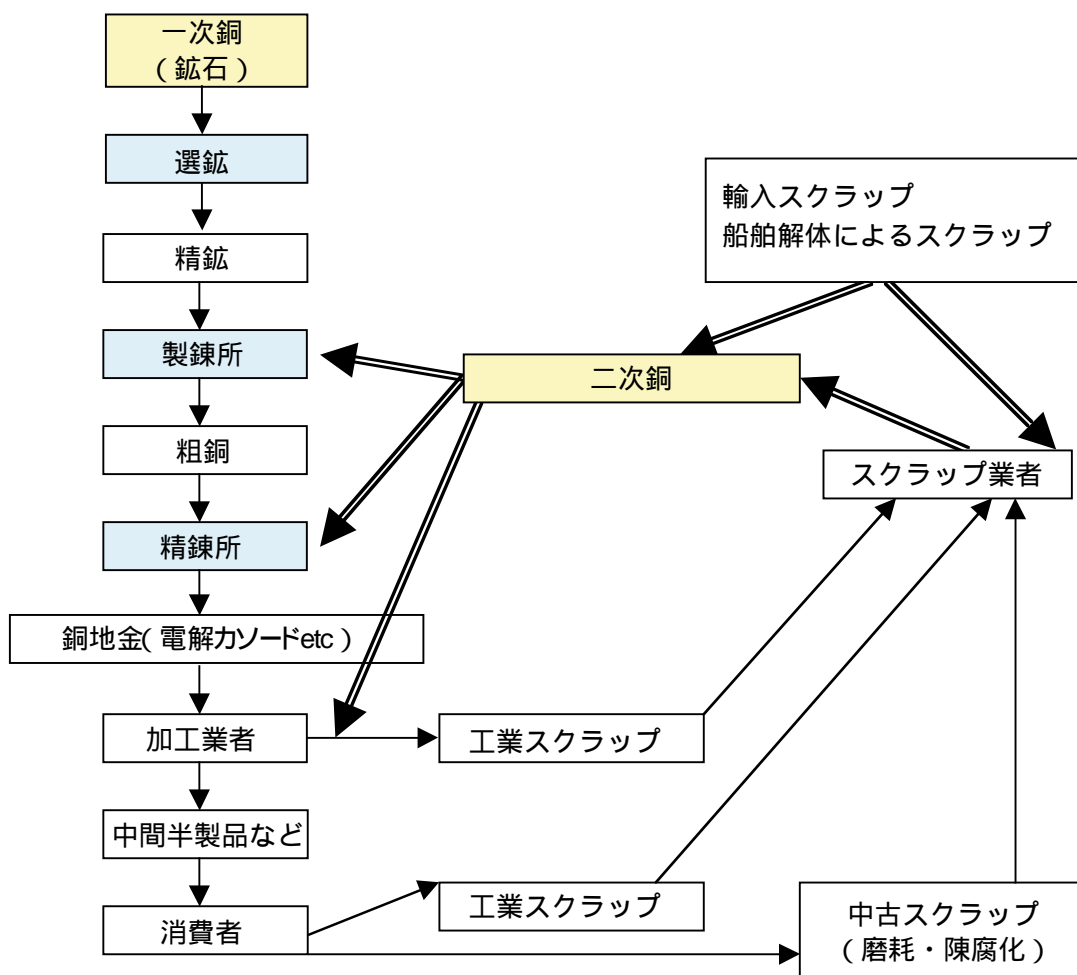 一次銅
(鉱石)
選鉱
精鉱
製錬所
粗銅
精錬所
銅地金(電解カソードetc)
加工業者
中間半製品など
消費者
輸入スクラップ
船舶解体によるスクラップ
二次銅
スクラップ業者
工業スクラップ
工業スクラップ
中古スクラップ
(磨耗・陳腐化)